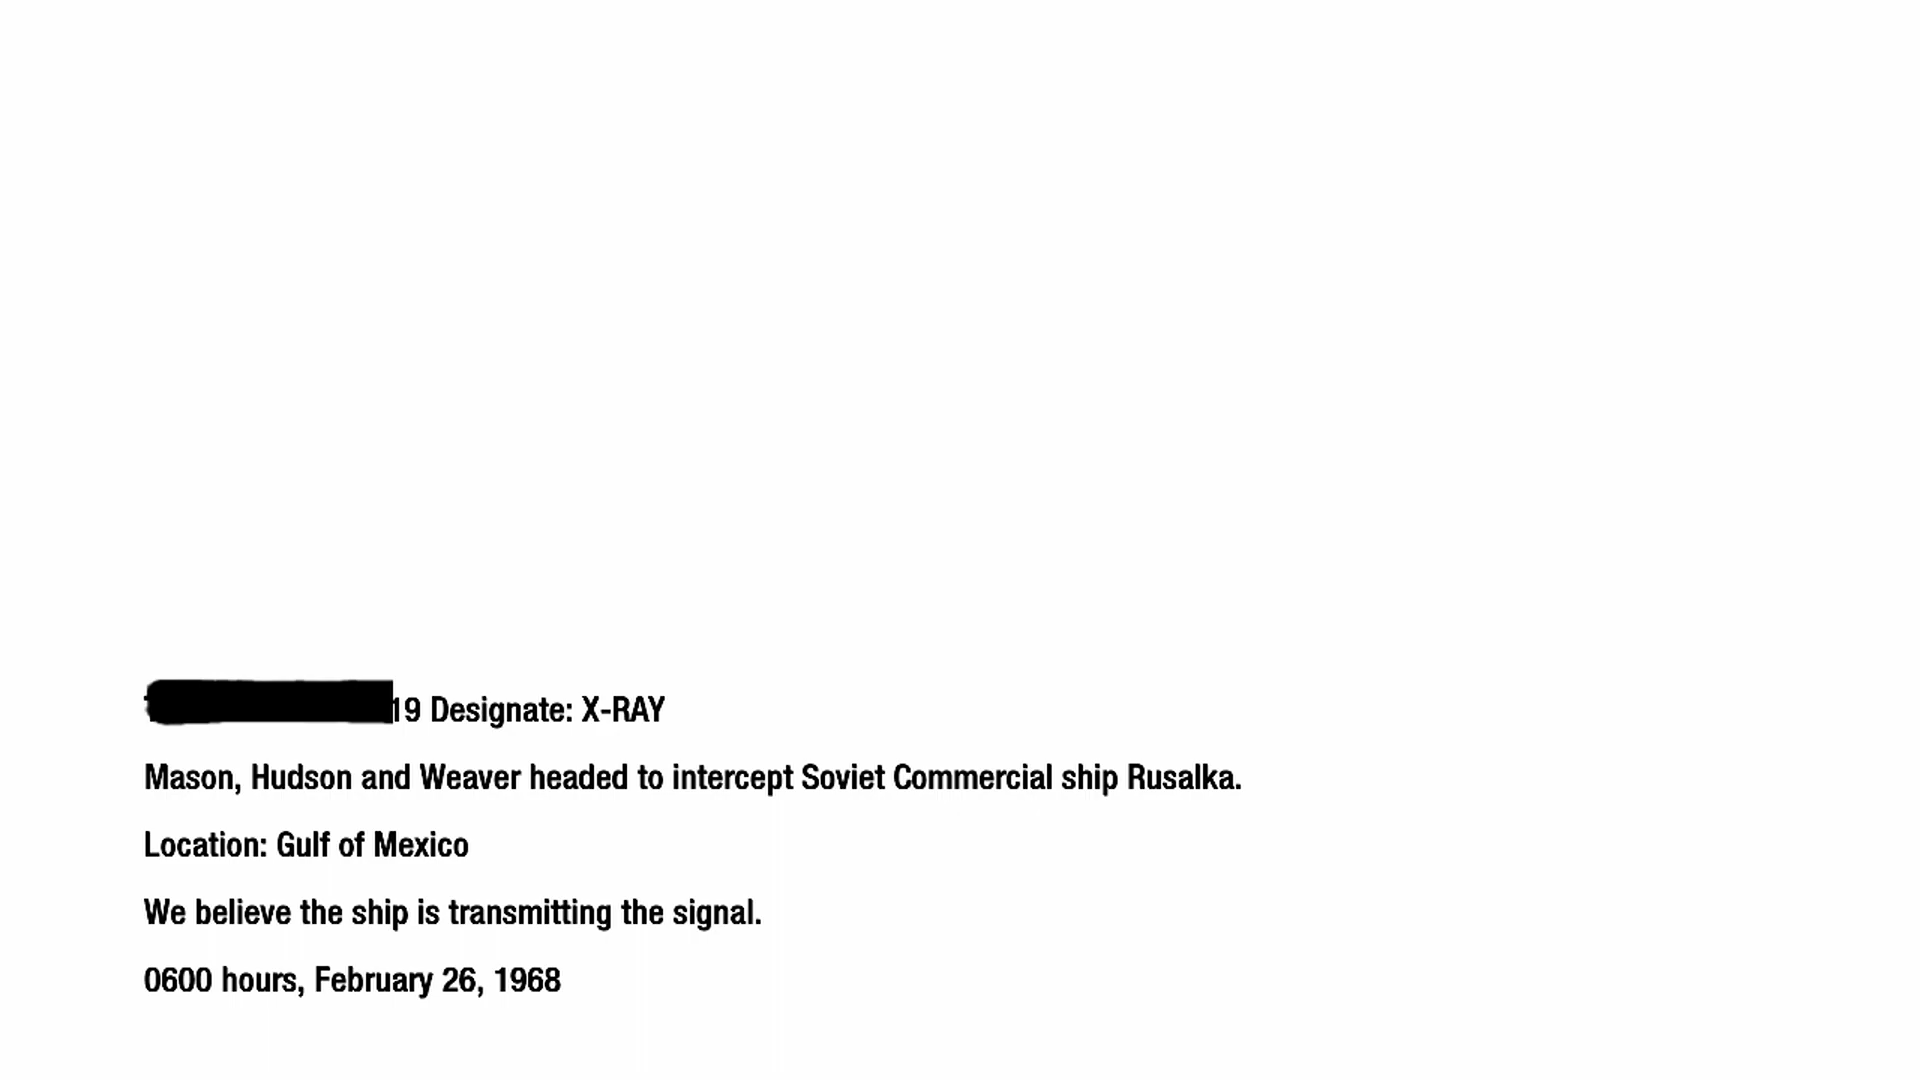 19 Designate: X-RAY
Mason, Hudson and Weaver headed to intercept Soviet Commercial ship Rusalka.
Location: Gulf of Mexico
We believe the ship is transmitting the signal.
0600 hours, February 26, 1968